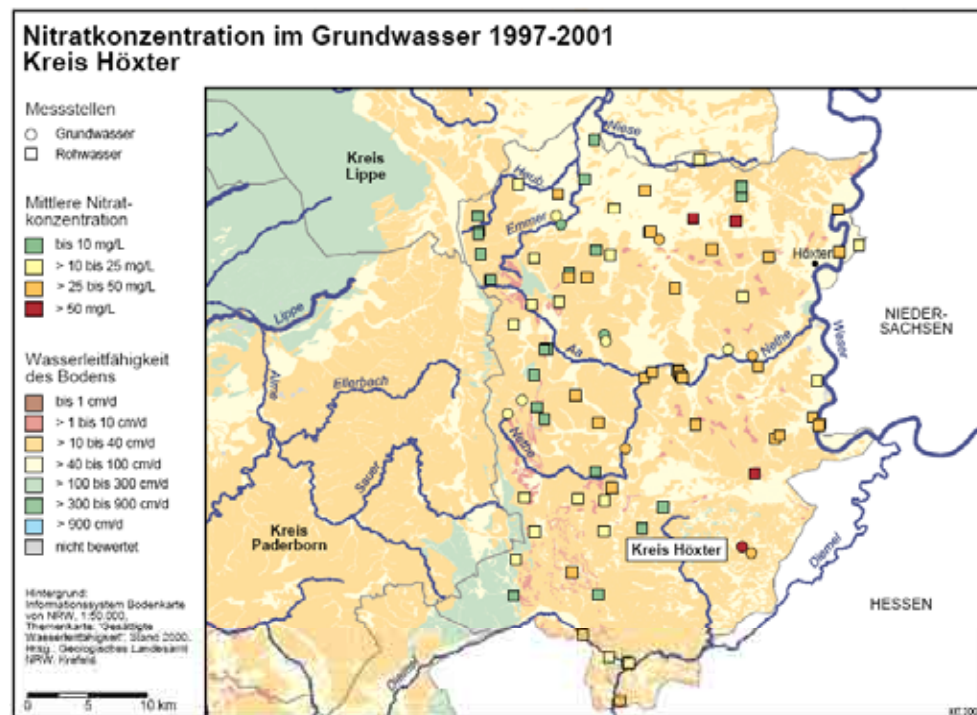 Nitratkonzentration im Grundwasser 1997-2001
Kreis Höxter
Messstellen
Grundwasser
Rohwasser
Mittlere Nitrat-
konzentration
bis 10 mg/L
> 10 bis 25 mg/L
> 25 bis 50 mg/L
> 50 mg/L
Wasserleitfähigkeit
des Bodens
bis 1 cm/d
> 1 bis 10 cm/d
> 10 bis 40 cm/d
> 40 bis 100 cm/d
> 100 bis 300 cm/d
> 300 bis 900 cm/d
> 900 cm/d
nicht bewertet
Hintergrund:
Informationssystem Bodenkarte
von NRW, 1:50.000,
Themenkarte: "Gesättigte
Wasserleitfähigkeit", Stand 2000.
Hrsg.: Geologisches Landesamt
NRW, Krefeld.
0 5 10 km
Kreis
Lippe
Niese
Heub
Emmer
Höxter
NIEDER-
SACHSEN
Weser
Lippe
Alme
Ellerbach
Aa
Nethe
Nethe
Sauer
Kreis
Paderborn
Kreis Höxter
Diemel
HESSEN
Diemel